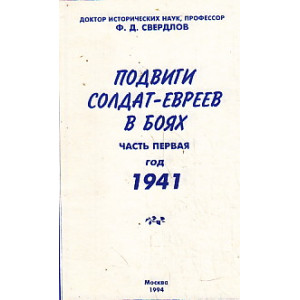 ДОКТОР ИСТОРИЧЕСКИХ НАУК, ПРОФЕССОР
Ф. Д. СВЕРДЛОВ
ПОДВИГИ
СОЛДАТ-ЕВРЕЕВ
В БОЯХ
ЧАСТЬ ПЕРВАЯ
ГОД
1941
Москва
1994